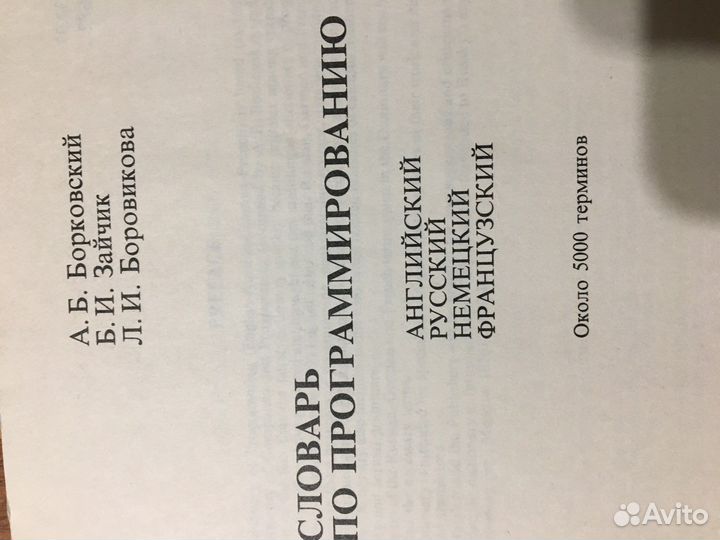 А. Б. Борковский
Б. И. Зайчик
Л. И. Боровикова
СЛОВАРЬ
ПО ПРОГРАММИРОВАНИЮ
АНГЛИЙСКИЙ
РУССКИЙ
НЕМЕЦКИЙ
ФРАНЦУЗСКИЙ
Около 5000 терминов
Avito